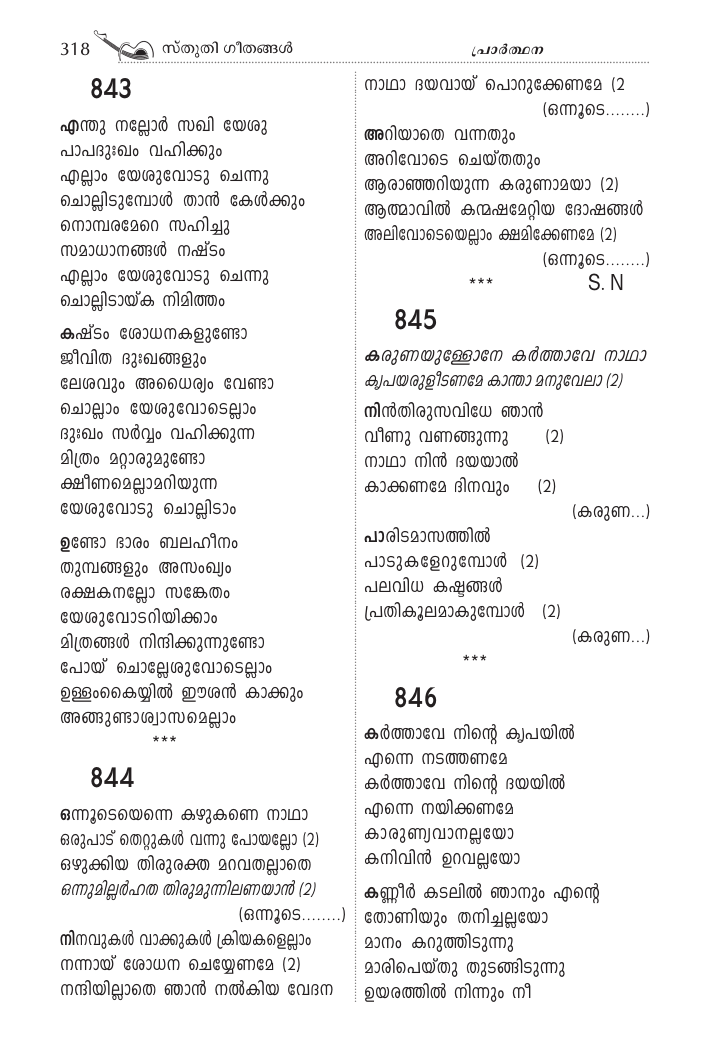 318 സ്തുതി ഗീതങ്ങൾ
പ്രാർത്ഥന
843
എന്തു നല്ലോർ സഖി യേശു
പാപദുഃഖം വഹിക്കും
എല്ലാം യേശുവോടു ചെന്നു
ചൊല്ലിടുമ്പോൾ താൻ കേൾക്കും
നൊമ്പരമേറെ സഹിച്ചു
സമാധാനങ്ങൾ നഷ്ടം
എല്ലാം യേശുവോടു ചെന്നു
ചൊല്ലിടായ്ക നിമിത്തം
കഷ്ടം ശോധനകളുണ്ടോ
ജീവിത ദുഃഖങ്ങളും
ലേശവും അധൈര്യം വേണ്ടാ
ചൊല്ലാം യേശുവോടെല്ലാം
ദുഃഖം സർവ്വം വഹിക്കുന്ന
മിത്രം മറ്റാരുമുണ്ടോ
ക്ഷീണമെല്ലാമറിയുന്ന
യേശുവോടു ചൊല്ലിടാം
ഉണ്ടോ ഭാരം ബലഹീനം
തുമ്പങ്ങളും അസംഖ്യം
രക്ഷകനല്ലോ സങ്കേതം
യേശുവോടറിയിക്കാം
മിത്രങ്ങൾ നിന്ദിക്കുന്നുണ്ടോ
പോയ് ചൊല്ലേശുവോടെല്ലാം
ഉള്ളംകൈയ്യിൽ ഈശൻ കാക്കും
അങ്ങുണ്ടാശ്വാസമെല്ലാം
***
844
ഒന്നൂടെയെന്നെ കഴുകണെ നാഥാ
ഒരുപാട് തെറ്റുകൾ വന്നു പോയല്ലോ (2)
ഒഴുക്കിയ തിരുരക്ത മറവതല്ലാതെ
ഒന്നുമില്ലർഹത തിരുമുന്നിലണയാൻ (2)
(ഒന്നൂടെ........)
നിനവുകൾ വാക്കുകൾ ക്രിയകളെല്ലാം
നന്നായ് ശോധന ചെയ്യേണമേ (2)
നന്ദിയില്ലാതെ ഞാൻ നൽകിയ വേദന
നാഥാ ദയവായ് പൊറുക്കേണമേ (2
(ഒന്നൂടെ........)
അറിയാതെ വന്നതും
അറിവോടെ ചെയ്തതും
ആരാഞ്ഞറിയുന്ന കരുണാമയാ (2)
ആത്മാവിൽ കന്മഷമേറ്റിയ ദോഷങ്ങൾ
അലിവോടെയെല്ലാം ക്ഷമിക്കേണമേ (2)
(ഒന്നൂടെ........)
*** S. N
845
കരുണയുള്ളോനേ കർത്താവേ നാഥാ
കൃപയരുളീടണമേ കാന്താ മനുവേലാ (2)
നിൻതിരുസവിധേ ഞാൻ
വീണു വണങ്ങുന്നു (2)
നാഥാ നിൻ ദയയാൽ
കാക്കണമേ ദിനവും (2)
(കരുണ...)
പാരിടമാസത്തിൽ
പാടുകളേറുമ്പോൾ (2)
പലവിധ കഷ്ടങ്ങൾ
പ്രതികൂലമാകുമ്പോൾ (2)
(കരുണ...)
***
846
കർത്താവേ നിന്റെ കൃപയിൽ
എന്നെ നടത്തണമേ
കർത്താവേ നിന്റെ ദയയിൽ
എന്നെ നയിക്കണമേ
കാരുണ്യവാനല്ലയോ
കനിവിൻ ഉറവല്ലയോ
കണ്ണീർ കടലിൽ ഞാനും എന്റെ
തോണിയും തനിച്ചല്ലയോ
മാനം കറുത്തിടുന്നു
മാരിപെയ്തു തുടങ്ങിടുന്നു
ഉയരത്തിൽ നിന്നും നീ